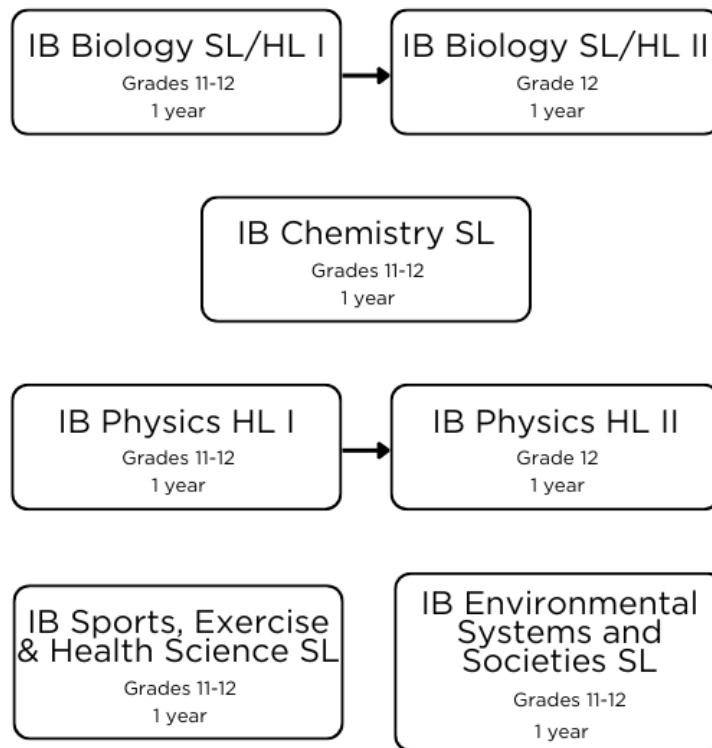 IB Biology SL/HL I
Grades 11-12
1 year
IB Biology SL/HL II
Grade 12
1 year
IB Chemistry SL
Grades 11-12
1 year
IB Physics HL I
Grades 11-12
1 year
IB Physics HL II
Grade 12
1 year
IB Sports, Exercise
& Health Science SL
Grades 11-12
1 year
IB Environmental
Systems and
Societies SL
Grades 11-12
1 year